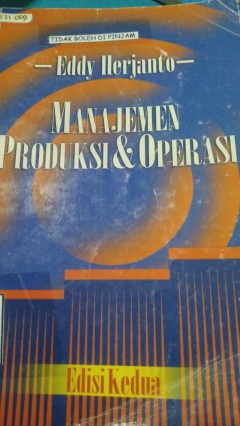 TIDAK BOLEH DI PINJAM
Eddy Herjanto
MANAJEMEN
PRODUKSI & OPERASI
Edisi Kedua